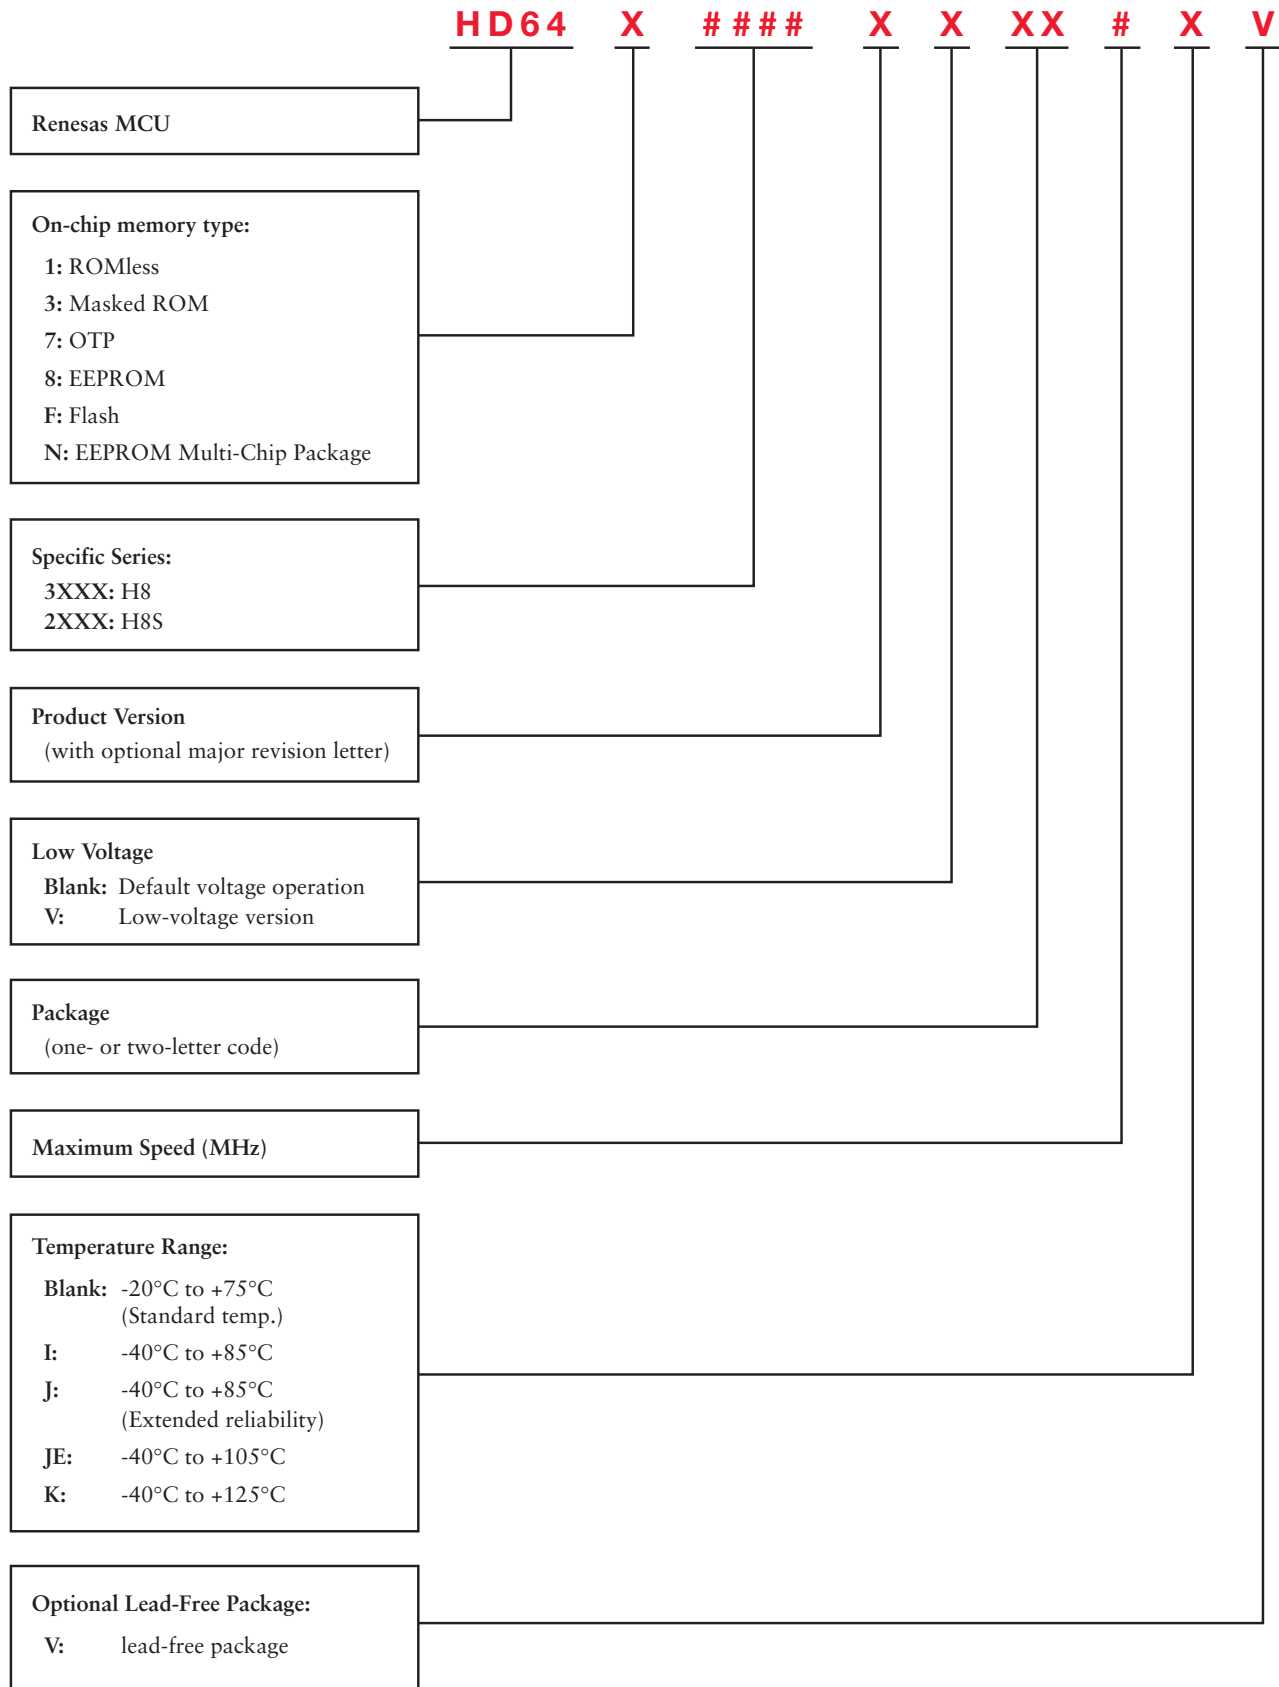 HD64 X #### X X XX # X V
Renesas MCU
On-chip memory type:
1: ROMless
3: Masked ROM
7: OTP
8: EEPROM
F: Flash
N: EEPROM Multi-Chip Package
Specific Series:
3XXX: H8
2XXX: H8S
Product Version
(with optional major revision letter)
Low Voltage
Blank: Default voltage operation
V: Low-voltage version
Package
(one- or two-letter code)
Maximum Speed (MHz)
Temperature Range:
Blank: -20°C to +75°C
(Standard temp.)
I: -40°C to +85°C
J: -40°C to +85°C
(Extended reliability)
JE: -40°C to +105°C
K: -40°C to +125°C
Optional Lead-Free Package:
V: lead-free package